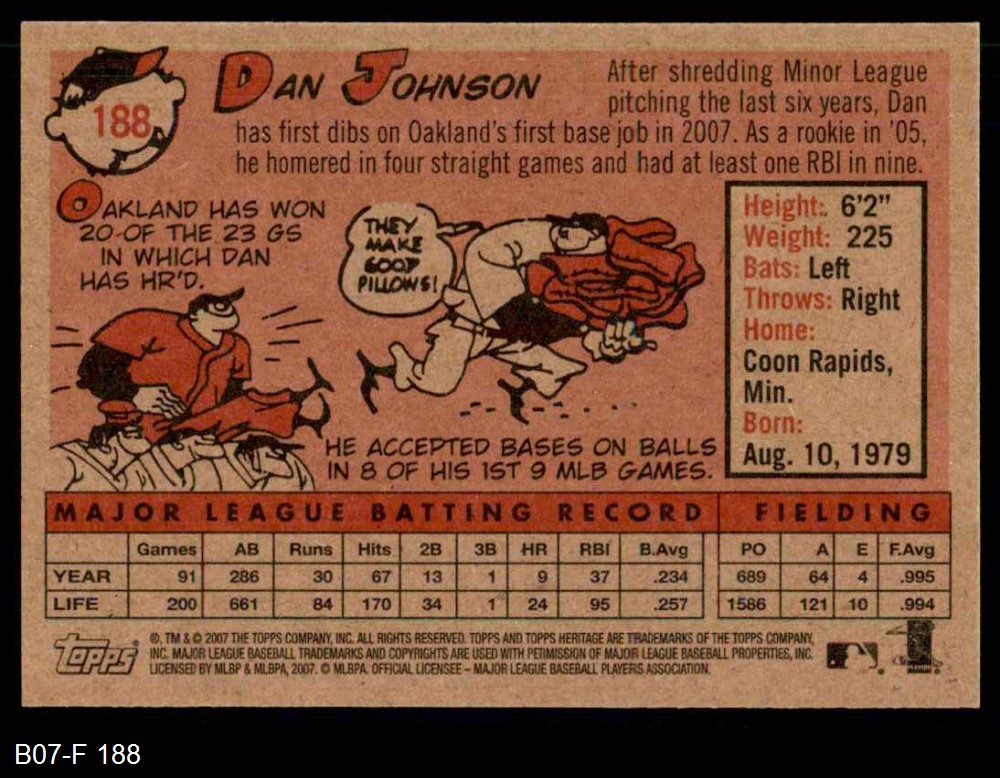 188
DAN JOHNSON
After shredding Minor League
pitching the last six years, Dan
has first dibs on Oakland's first base job in 2007. As a rookie in '05,
he homered in four straight games and had at least one RBI in nine.
OAKLAND HAS WON
20-OF THE 23 GS
IN WHICH DAN
HAS HR'D.
THEY
MAKE
GOOD
PILLOWS!
HE ACCEPTED BASES ON BALLS
IN 8 OF HIS 1ST 9 MLB GAMES.
Height: 6'2"
Weight: 225
Bats: Left
Throws: Right
Home:
Coon Rapids,
Min.
Born:
Aug. 10, 1979
MAJOR LEAGUE BATTING RECORD FIELDING
Games AB Runs Hits 2B 3B HR RBI B.Avg PO A E F.Avg
YEAR 91 286 30 67 13 1 9 37 .234 689 64 4 .995
LIFE 200 661 84 170 34 1 24 95 .257 1586 121 10 .994
Topps
®, TM & © 2007 THE TOPPS COMPANY, INC. ALL RIGHTS RESERVED. TOPPS AND TOPPS HERITAGE ARE TRADEMARKS OF THE TOPPS COMPANY,
INC. MAJOR LEAGUE BASEBALL TRADEMARKS AND COPYRIGHTS ARE USED WITH PERMISSION OF MAJOR LEAGUE BASEBALL PROPERTIES, INC.
LICENSED BY MLBP & MLBPA, 2007. © MLBPA. OFFICIAL LICENSEE – MAJOR LEAGUE BASEBALL PLAYERS ASSOCIATION.
B07-F 188